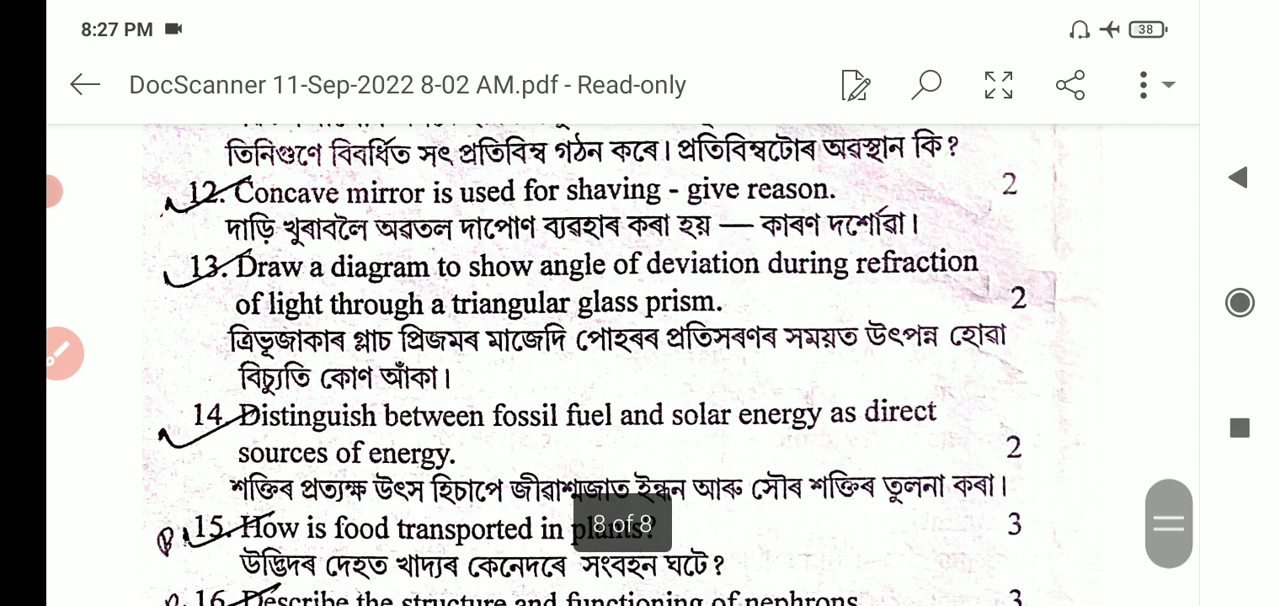 8:27 PM
38
DocScanner 11-Sep-2022 8-02 AM.pdf - Read-only
তিনিগুণে বিবৰ্ধিত সৎ প্ৰতিবিম্ব গঠন কৰে। প্ৰতিবিম্বটোৰ অৱস্থান কি?
12. Concave mirror is used for shaving - give reason. 2
দাড়ি খুৰাবলৈ অৱতল দাপোণ ব্যৱহাৰ কৰা হয় — কাৰণ দৰ্শোৱা।
13. Draw a diagram to show angle of deviation during refraction
of light through a triangular glass prism. 2
ত্ৰিভূজাকাৰ গ্লাচ প্ৰিজমৰ মাজেদি পোহৰৰ প্ৰতিসৰণৰ সময়ত উৎপন্ন হোৱা
বিচ্যুতি কোণ আঁকা।
14. Distinguish between fossil fuel and solar energy as direct
sources of energy. 2
শক্তিৰ প্ৰত্যক্ষ উৎস হিচাপে জীৱাশ্মজাত ইন্ধন আৰু সৌৰ শক্তিৰ তুলনা কৰা।
15. How is food transported in plants? 3
8 of 8
উদ্ভিদৰ দেহত খাদ্যৰ কেনেদৰে সংবহন ঘটে?
16. Describe the structure and functioning of nephrons. 3